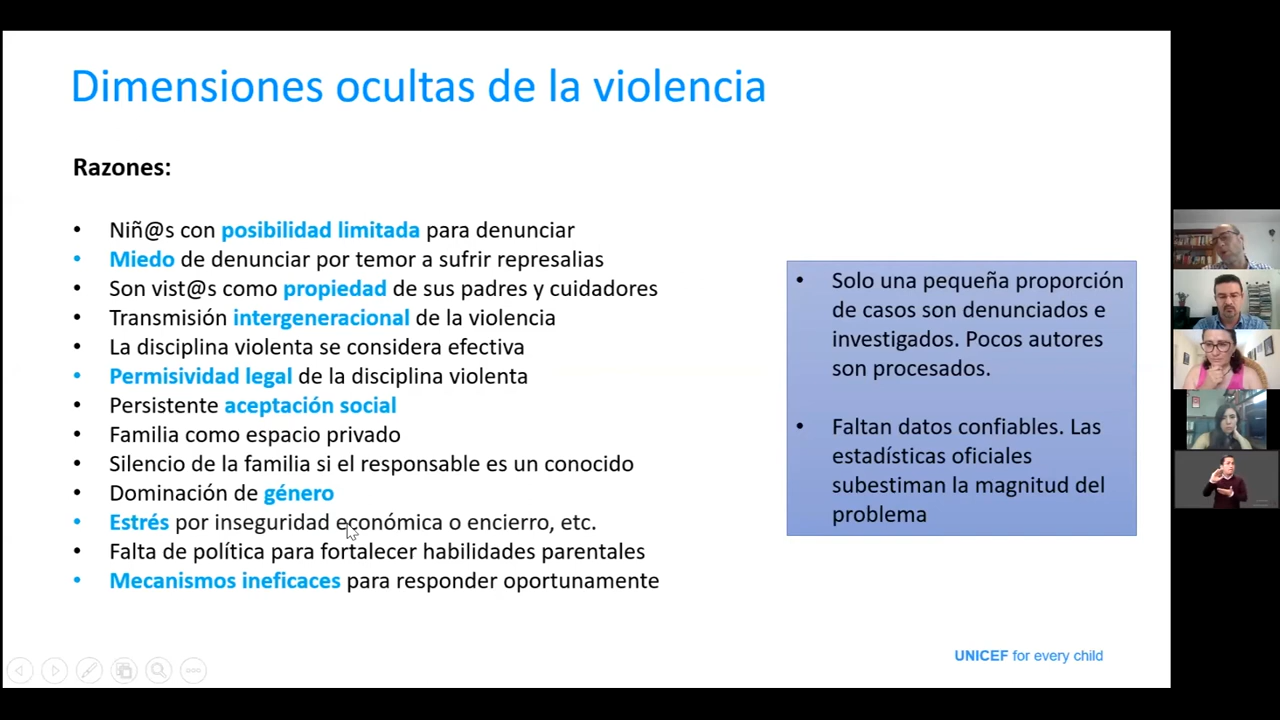 Dimensiones ocultas de la violencia
Razones:
• Niñ@s con posibilidad limitada para denunciar
• Miedo de denunciar por temor a sufrir represalias
• Son vist@s como propiedad de sus padres y cuidadores
• Transmisión intergeneracional de la violencia
• La disciplina violenta se considera efectiva
• Permisividad legal de la disciplina violenta
• Persistente aceptación social
• Familia como espacio privado
• Silencio de la familia si el responsable es un conocido
• Dominación de género
• Estrés por inseguridad económica o encierro, etc.
• Falta de política para fortalecer habilidades parentales
• Mecanismos ineficaces para responder oportunamente
• Solo una pequeña proporción
de casos son denunciados e
investigados. Pocos autores
son procesados.
• Faltan datos confiables. Las
estadísticas oficiales
subestiman la magnitud del
problema
UNICEF for every child